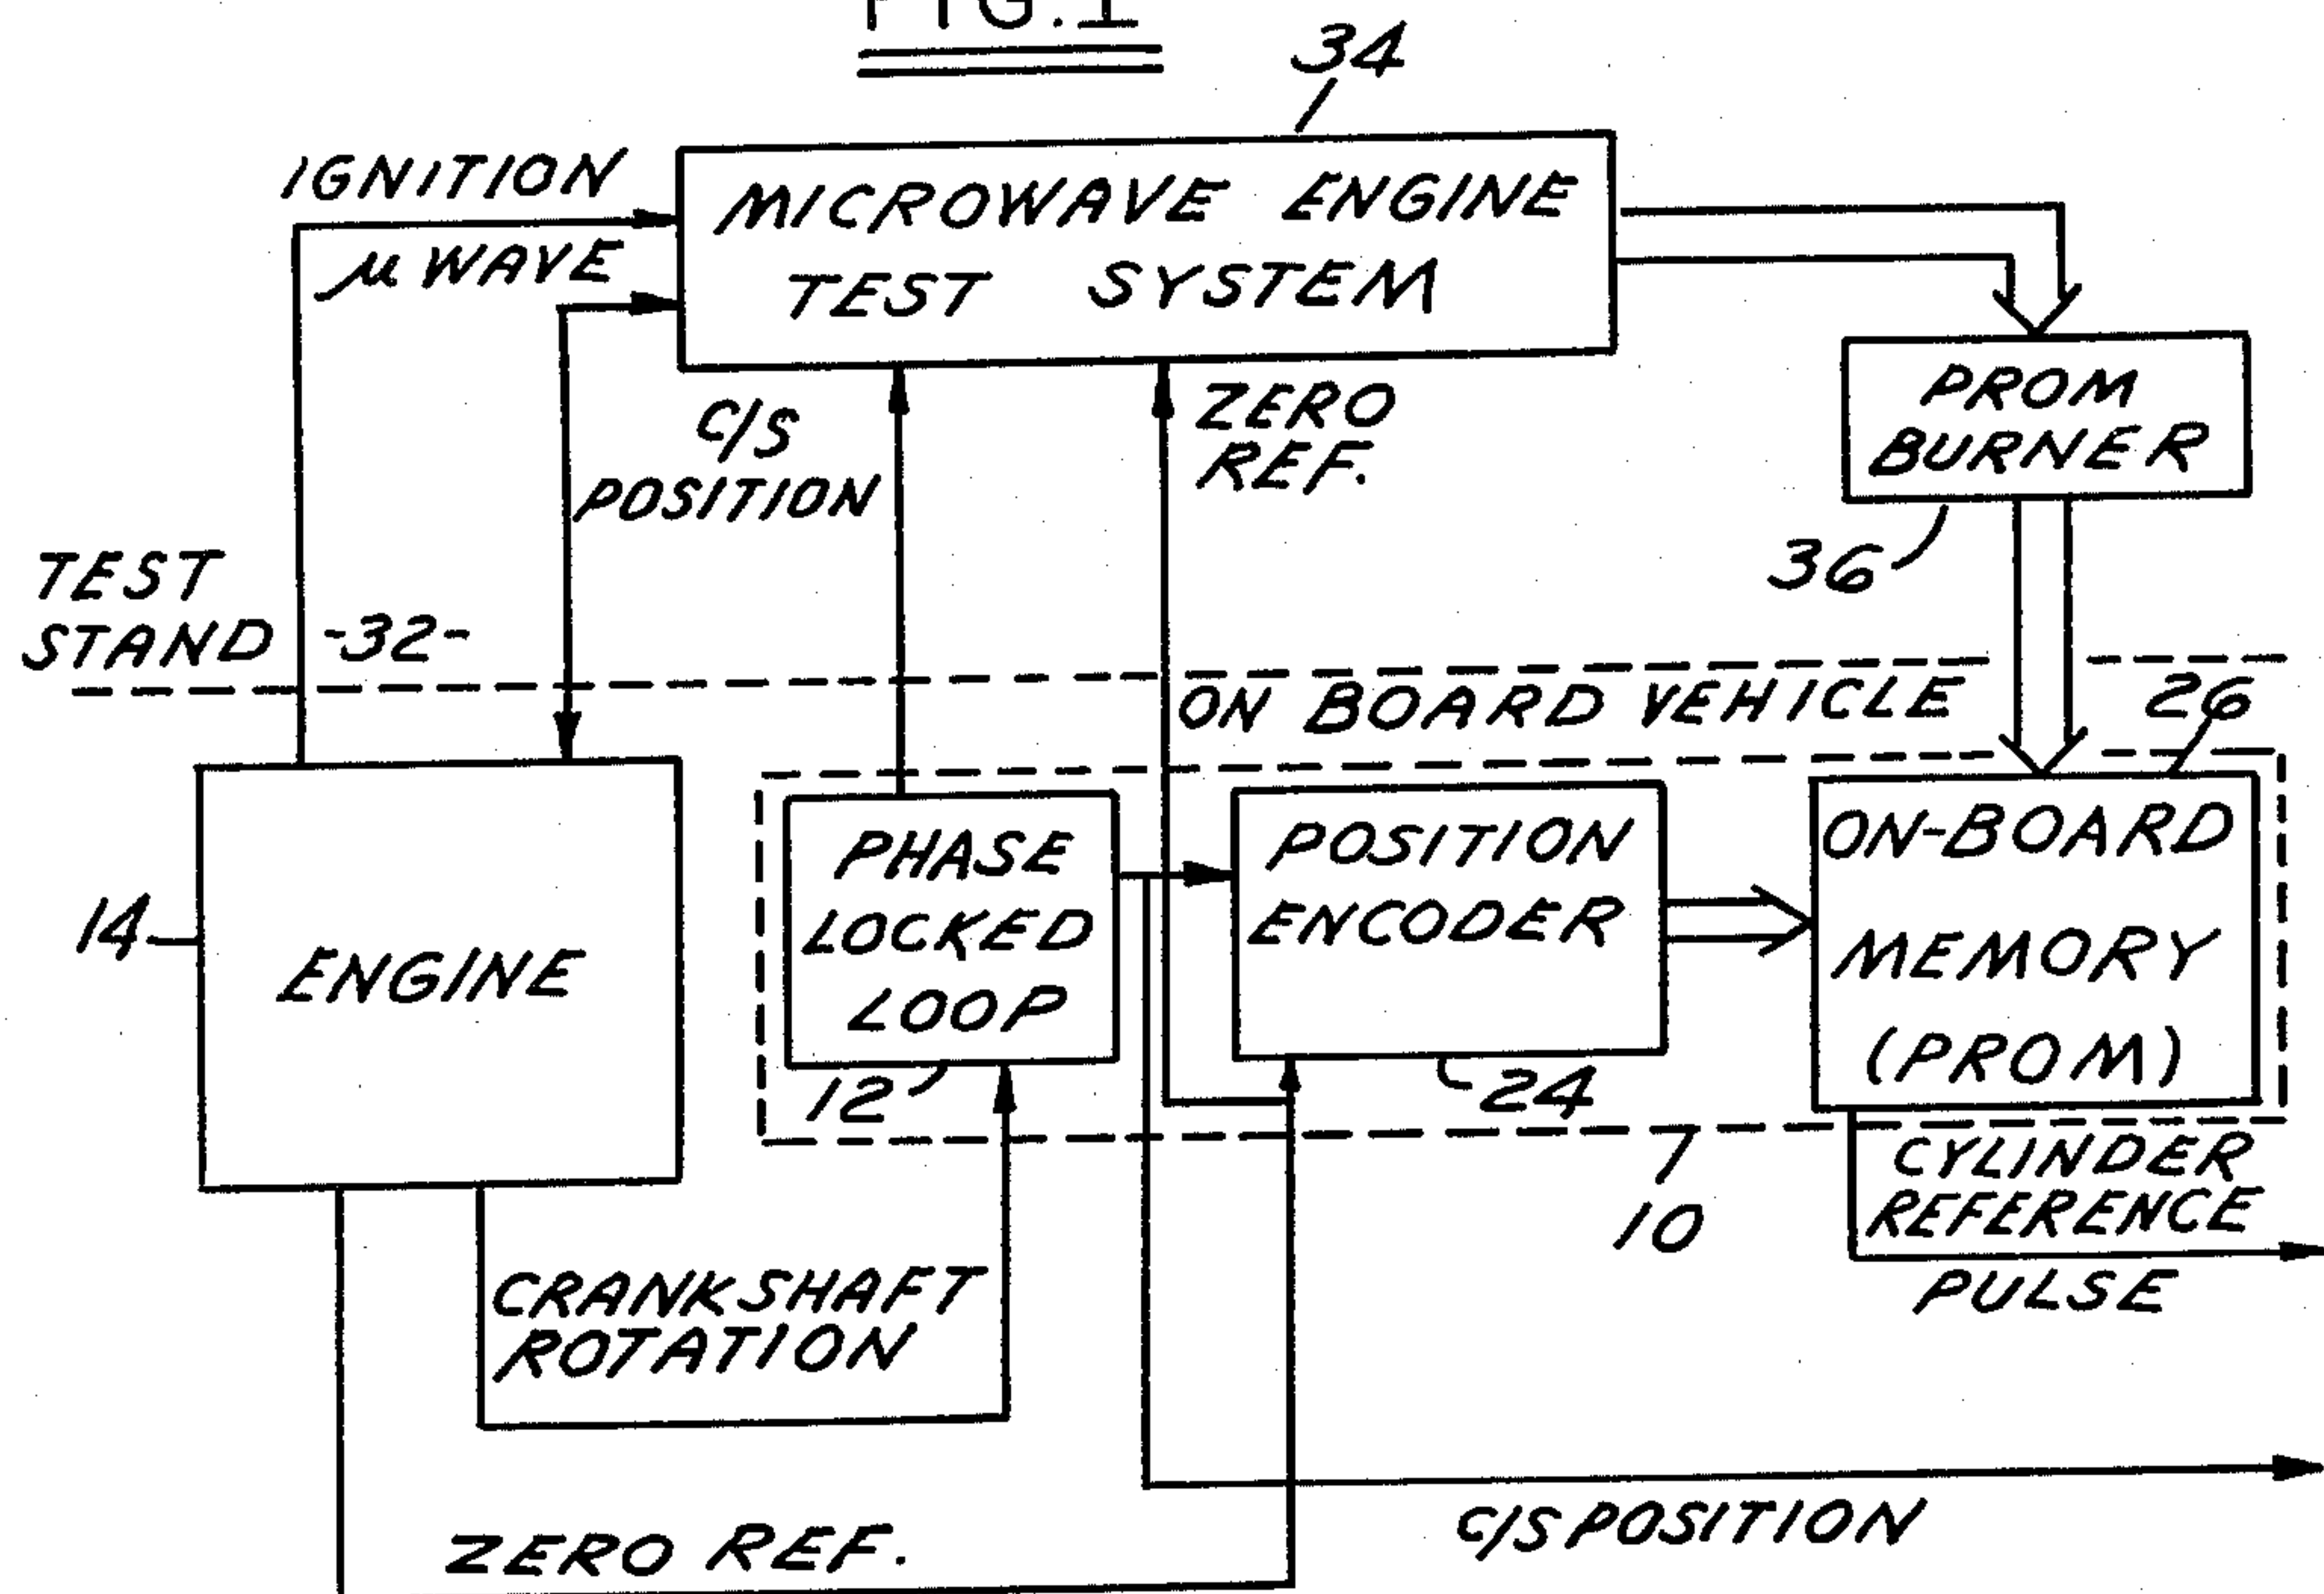 FIG.1
34
IGNITION
μ WAVE
MICROWAVE ENGINE
TEST SYSTEM
C/S
POSITION
ZERO
REF.
PROM
BURNER
36
TEST
STAND -32-
ON BOARD VEHICLE
26
14
ENGINE
PHASE
LOCKED
LOOP
12
POSITION
ENCODER
24
ON-BOARD
MEMORY
(PROM)
10
CYLINDER
REFERENCE
PULSE
CRANKSHAFT
ROTATION
ZERO REF.
C/S POSITION